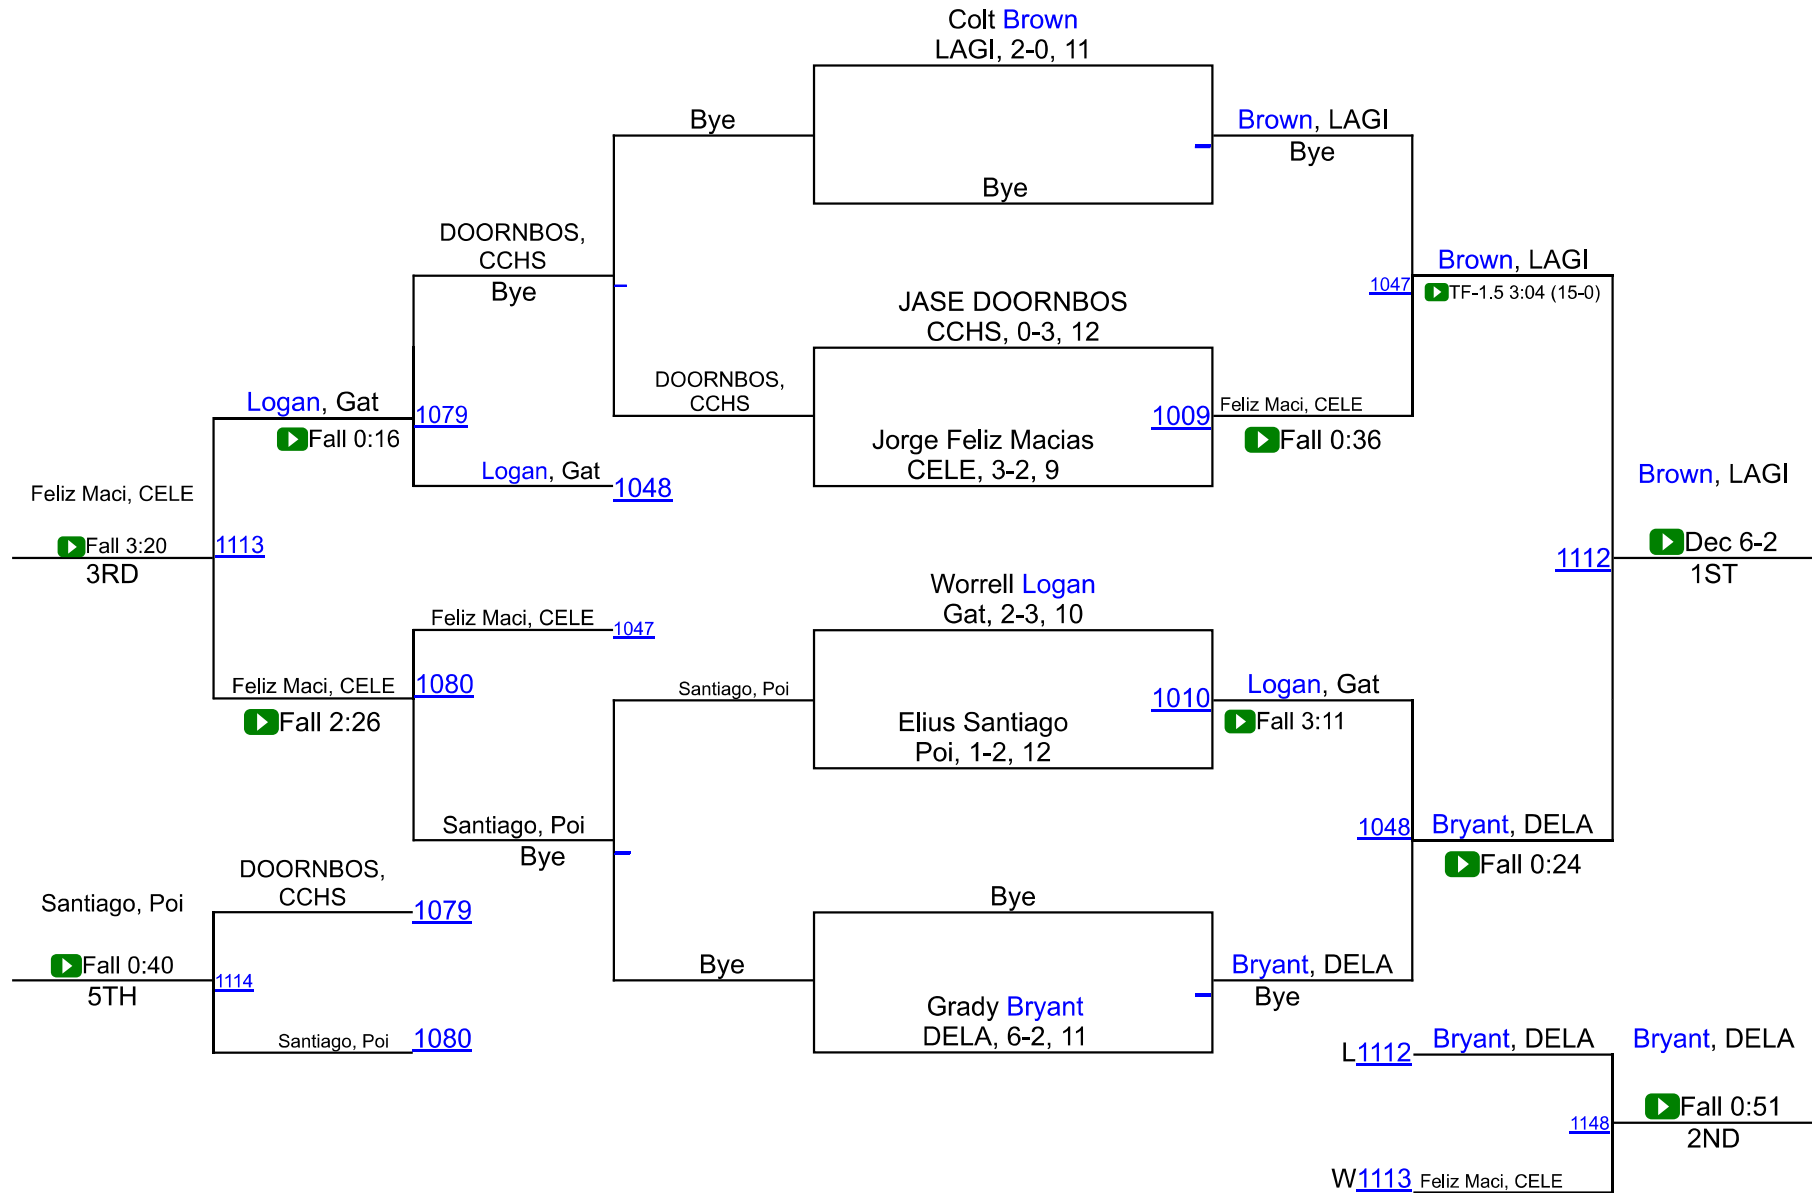 Colt Brown
LAGI, 2-0, 11
Bye
Brown, LAGI
Bye
Bye
DOORNBOS,
CCHS
Bye
Brown, LAGI
1047
TF-1.5 3:04 (15-0)
JASE DOORNBOS
CCHS, 0-3, 12
DOORNBOS,
CCHS
Logan, Gat
1079
Fall 0:16
1009
Feliz Maci, CELE
Fall 0:36
Jorge Feliz Macias
CELE, 3-2, 9
Logan, Gat
1048
Feliz Maci, CELE
Brown, LAGI
Fall 3:20
1113
3RD
1112
Dec 6-2
1ST
Worrell Logan
Gat, 2-3, 10
Feliz Maci, CELE
1047
Feliz Maci, CELE
1080
Fall 2:26
Santiago, Poi
1010
Logan, Gat
Fall 3:11
Elius Santiago
Poi, 1-2, 12
Santiago, Poi
Bye
1048
Bryant, DELA
Fall 0:24
DOORNBOS,
CCHS
1079
Santiago, Poi
Bye
Fall 0:40
1114
5TH
Bye
Bryant, DELA
Bye
Grady Bryant
DELA, 6-2, 11
Santiago, Poi
1080
L1112
Bryant, DELA
Bryant, DELA
1148
Fall 0:51
2ND
W1113
Feliz Maci, CELE